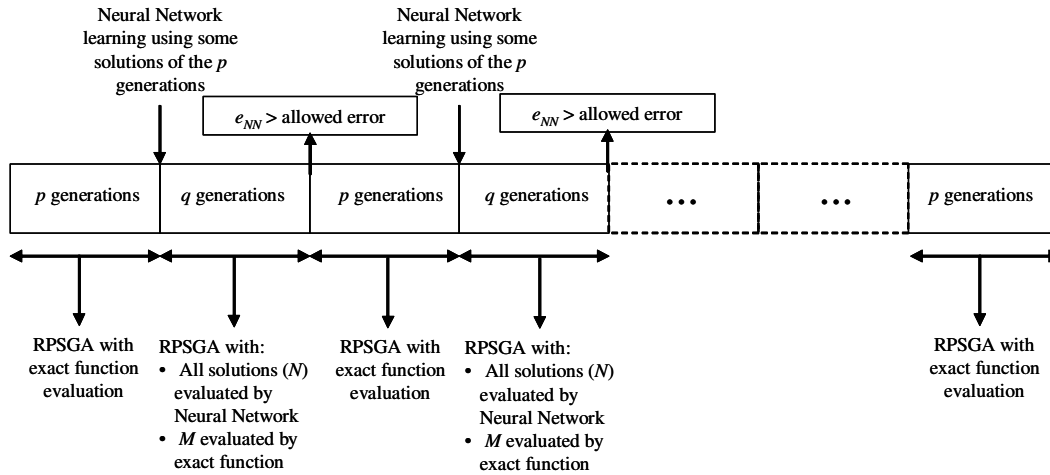 Neural Network
learning using some
solutions of the p
generations
Neural Network
learning using some
solutions of the p
generations
e_NN > allowed error
e_NN > allowed error
p generations
q generations
p generations
q generations
...
...
p generations
RPSGA with
exact function
evaluation
RPSGA with:
• All solutions (N)
evaluated by
Neural Network
• M evaluated by
exact function
RPSGA with
exact function
evaluation
RPSGA with:
• All solutions (N)
evaluated by
Neural Network
• M evaluated by
exact function
RPSGA with
exact function
evaluation